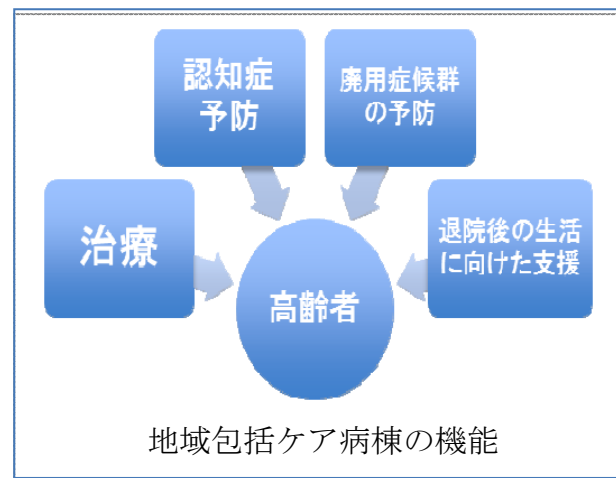 認知症
予防
廃用症候群
の予防
治療
退院後の生活
に向けた支援
高齢者
地域包括ケア病棟の機能